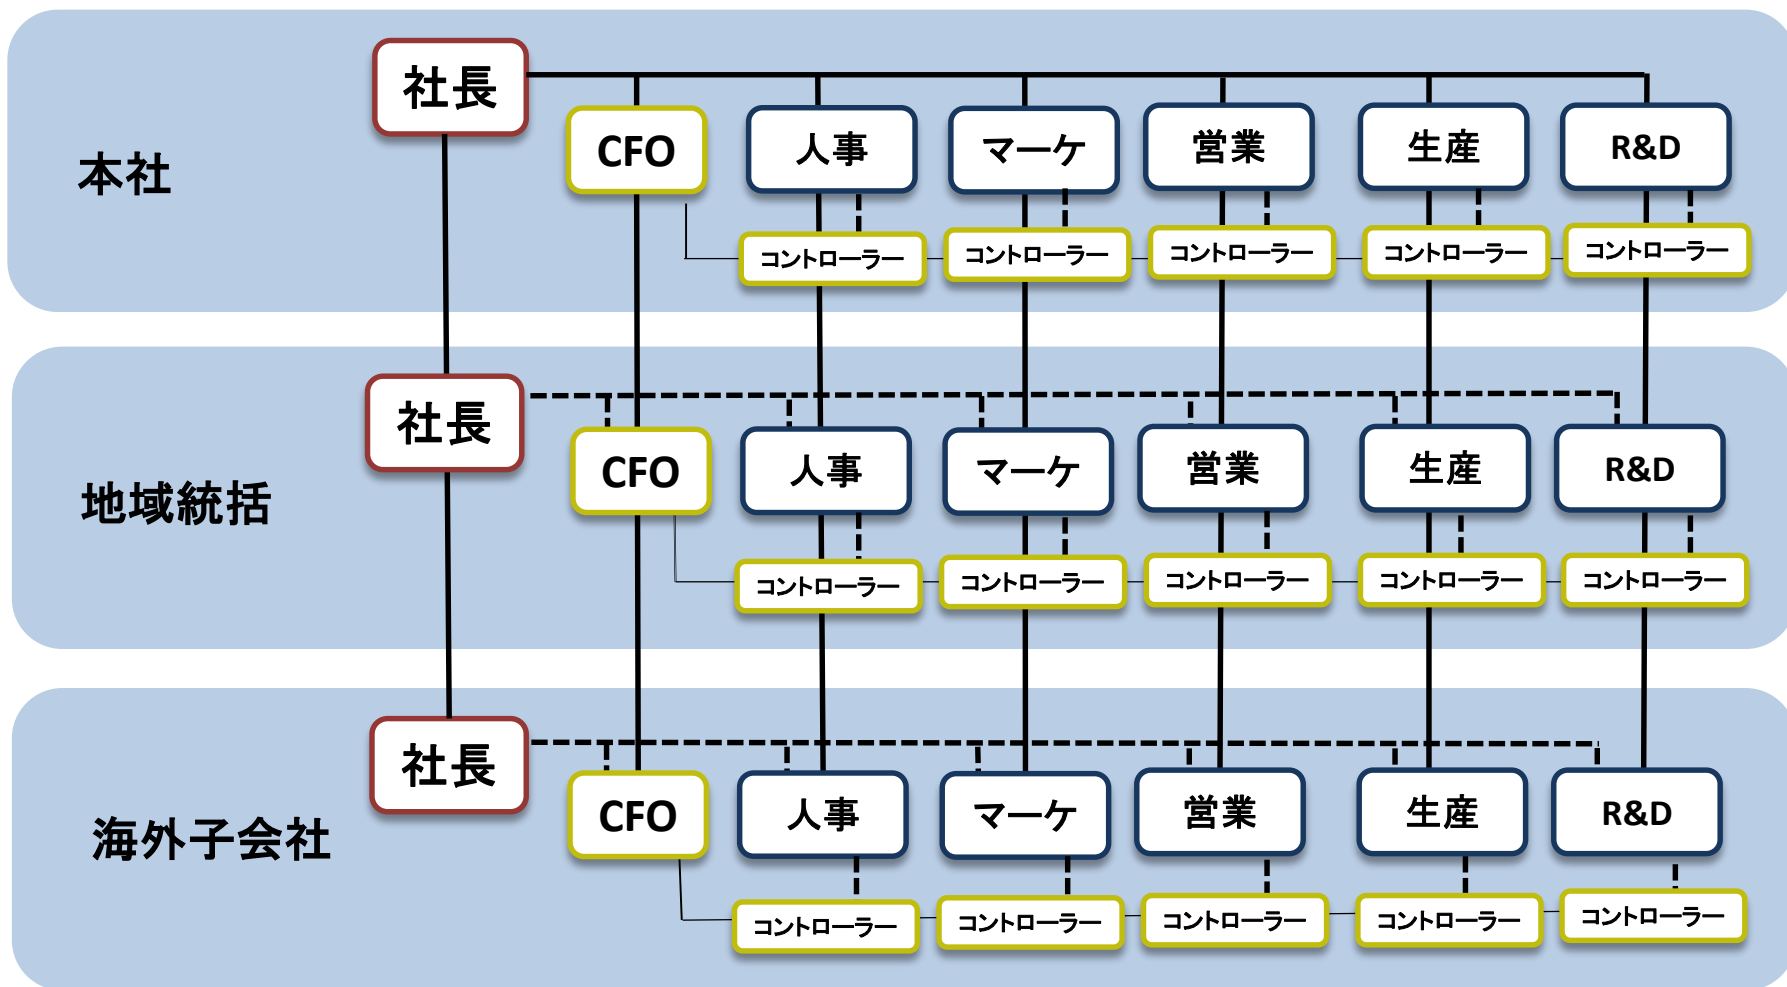 本社
社長
CFO
人事
マーケ
営業
生産
R&D
コントローラー
コントローラー
コントローラー
コントローラー
コントローラー
地域統括
社長
CFO
人事
マーケ
営業
生産
R&D
コントローラー
コントローラー
コントローラー
コントローラー
コントローラー
海外子会社
社長
CFO
人事
マーケ
営業
生産
R&D
コントローラー
コントローラー
コントローラー
コントローラー
コントローラー